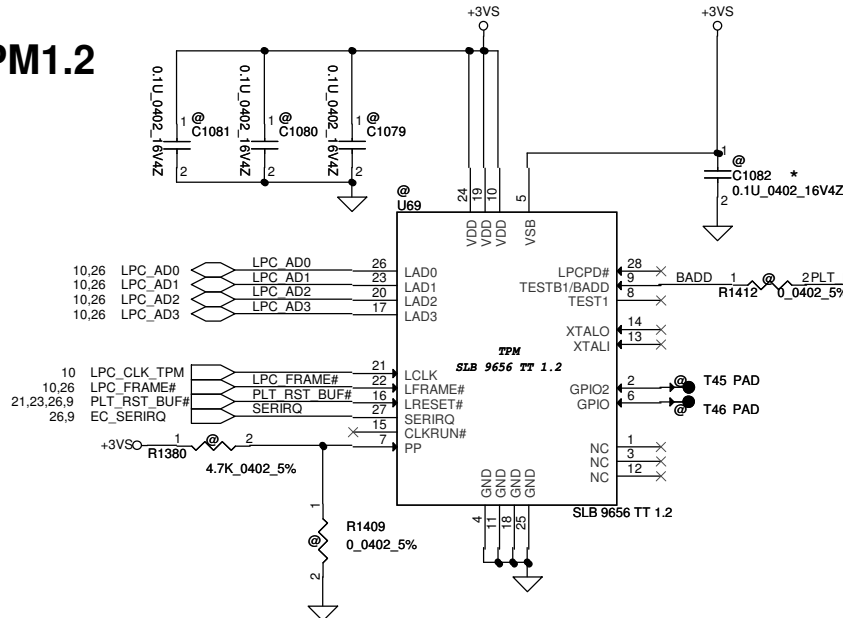 PM1.2
+3VS
+3VS
0.1U_0402_16V4Z
1
@
C1081
2
0.1U_0402_16V4Z
1
@
C1080
2
0.1U_0402_16V4Z
1
@
C1079
2
1
@
C1082 *
0.1U_0402_16V4Z
2
@
U69
24
19
10
5
VDD
VDD
VDD
VSB
10,26 LPC_AD0 LPC_AD0 26 LAD0
10,26 LPC_AD1 LPC_AD1 23 LAD1
10,26 LPC_AD2 LPC_AD2 20 LAD2
10,26 LPC_AD3 LPC_AD3 17 LAD3
LPCPD# 28
TESTB1/BADD 9 BADD 1 @ 2 PLT
R1412 0_0402_5%
TEST1 8
XTALO 14
XTALI 13
TPM
SLB 9656 TT 1.2
10 LPC_CLK_TPM 21 LCLK
10,26 LPC_FRAME# LPC_FRAME# 22 LFRAME#
21,23,26,9 PLT_RST_BUF# PLT_RST_BUF# 16 LRESET#
26,9 EC_SERIRQ SERIRQ 27 SERIRQ
15 CLKRUN#
+3VS 1 @ 2 7 PP
R1380
4.7K_0402_5%
GPIO2 2 @ T45 PAD
GPIO 6 @ T46 PAD
NC 1
NC 3
NC 12
GND
GND
GND
GND
4
11
18
25
SLB 9656 TT 1.2
1
@
R1409
0_0402_5%
2